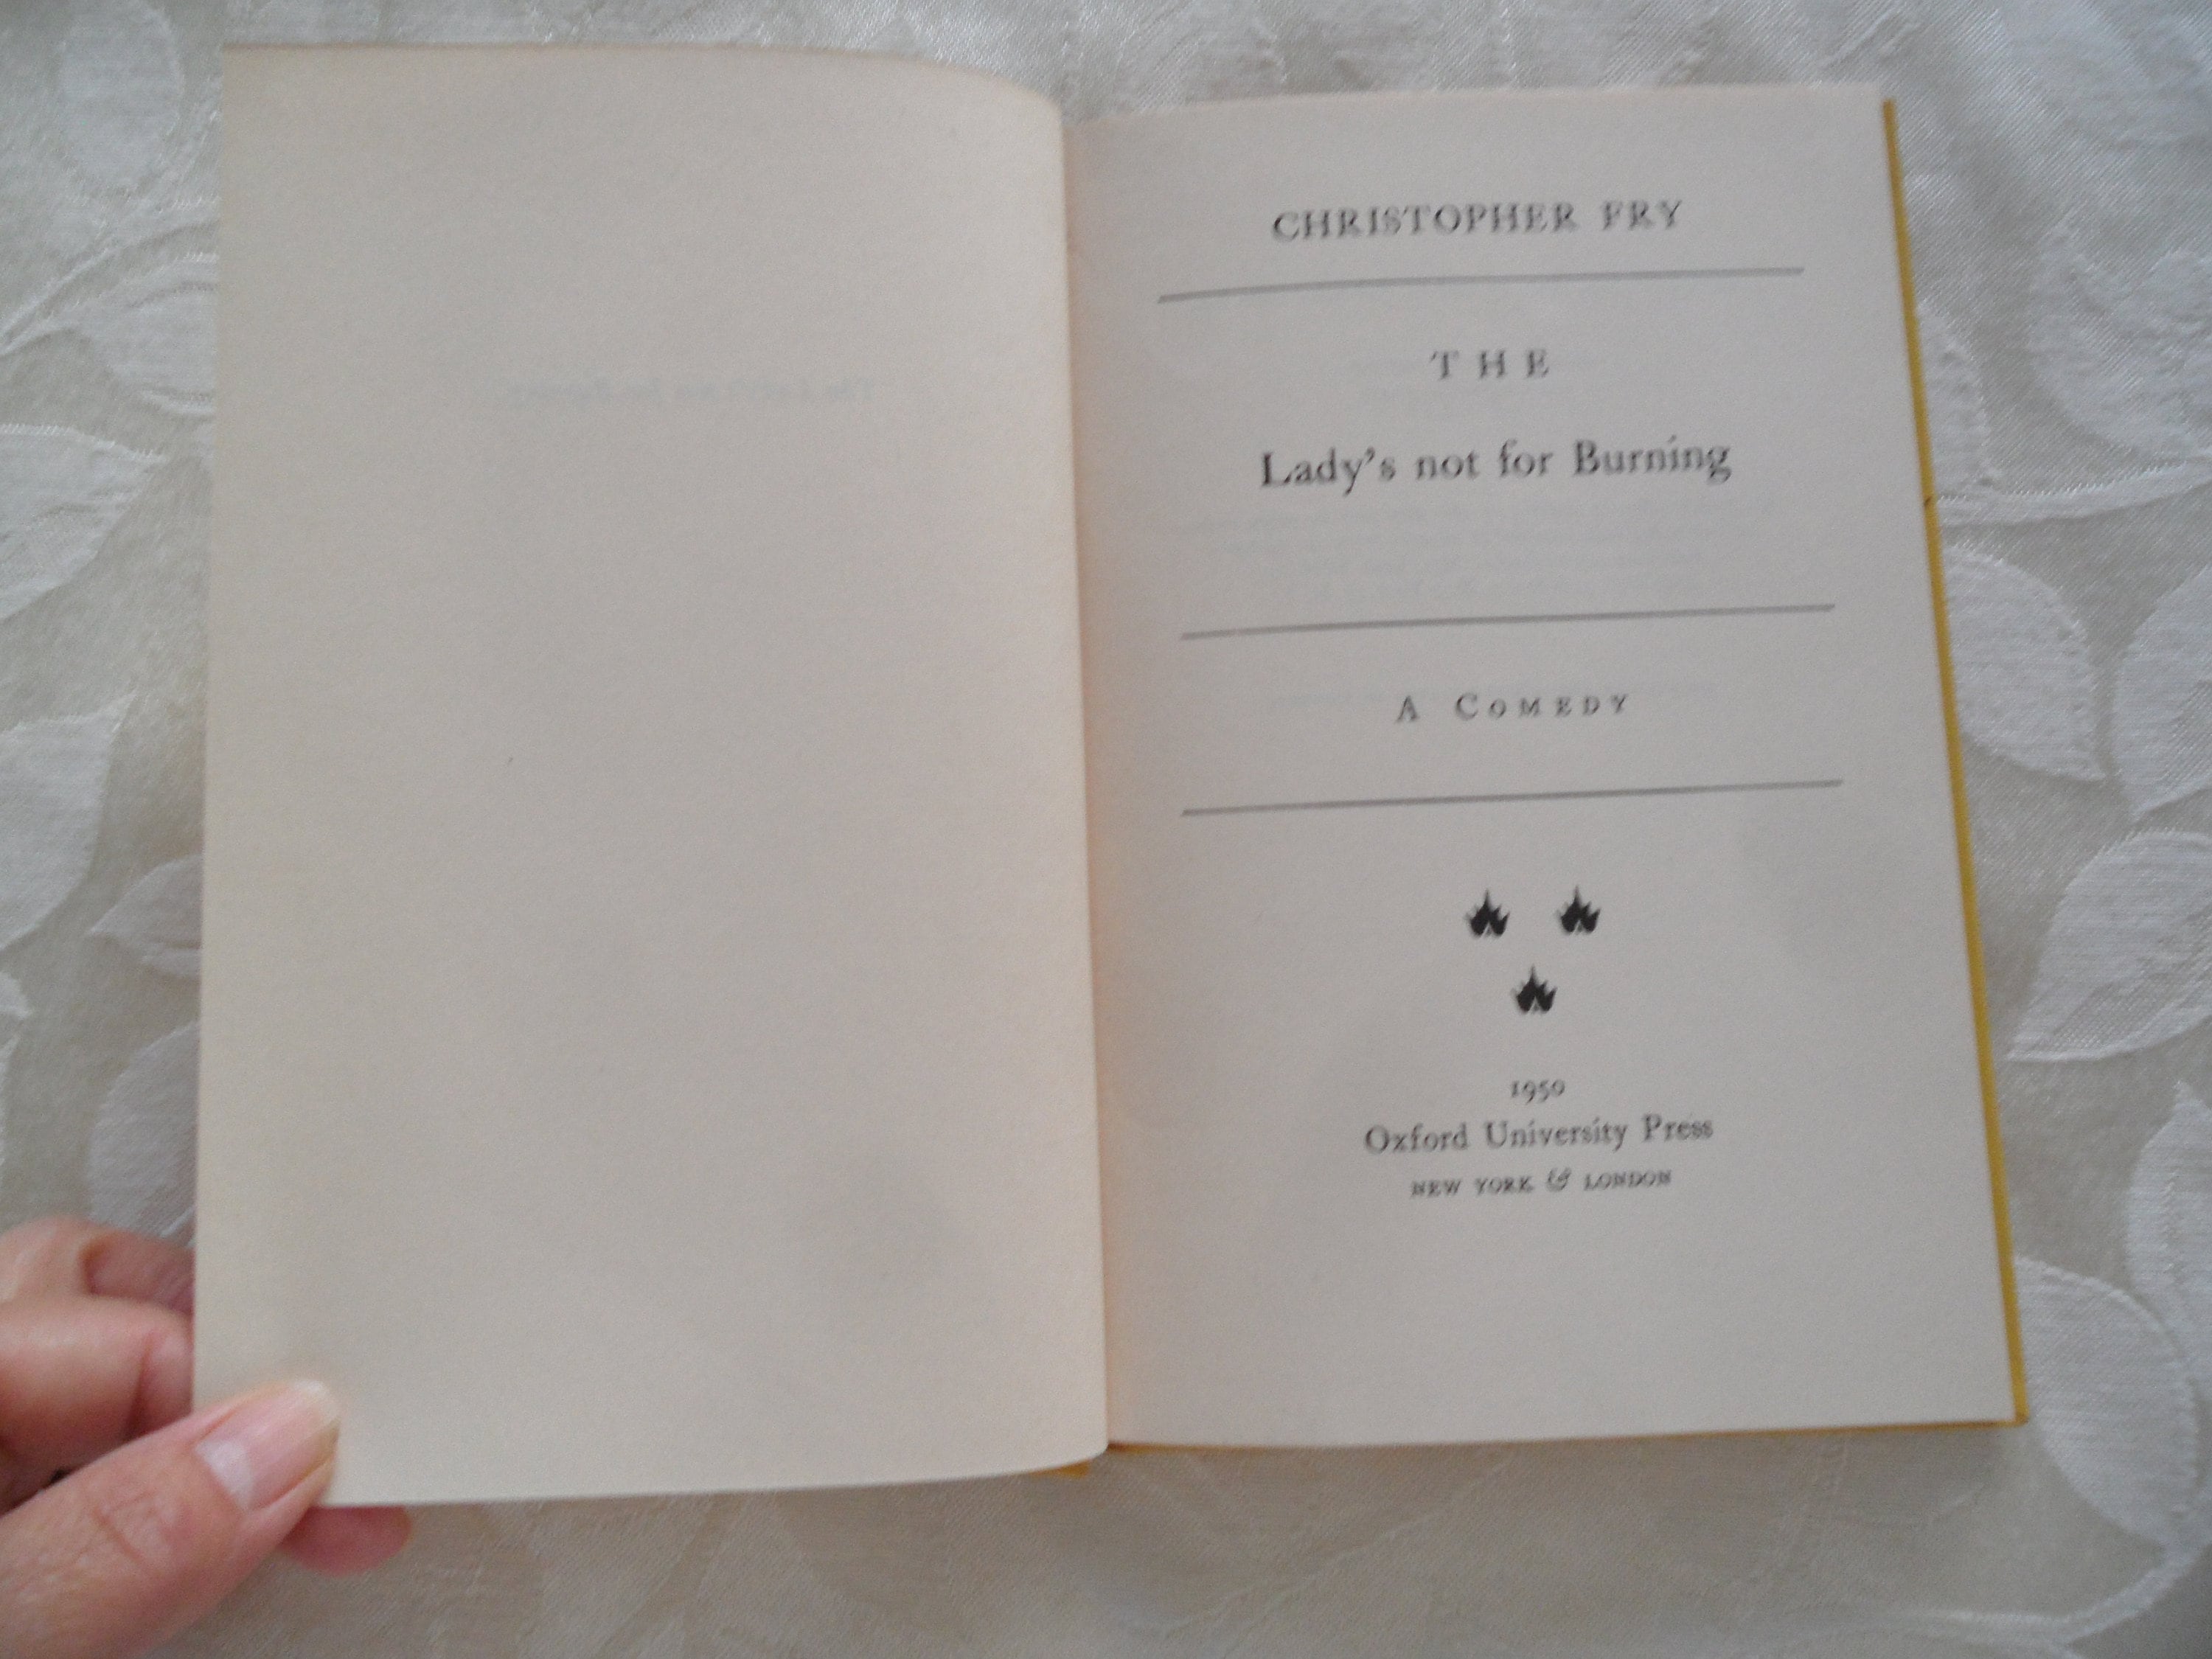 CHRISTOPHER FRY
THE
Lady's not for Burning
A COMEDY
1950
Oxford University Press
NEW YORK & LONDON